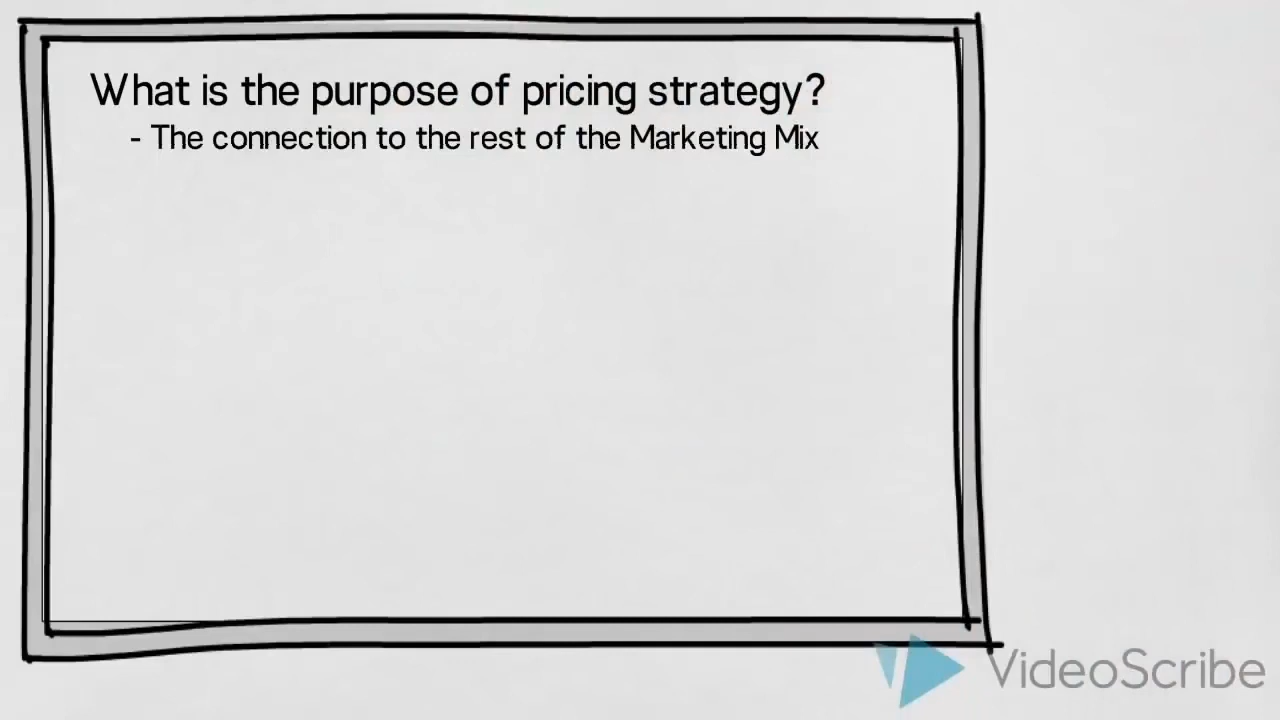 What is the purpose of pricing strategy?
- The connection to the rest of the Marketing Mix
VideoScribe